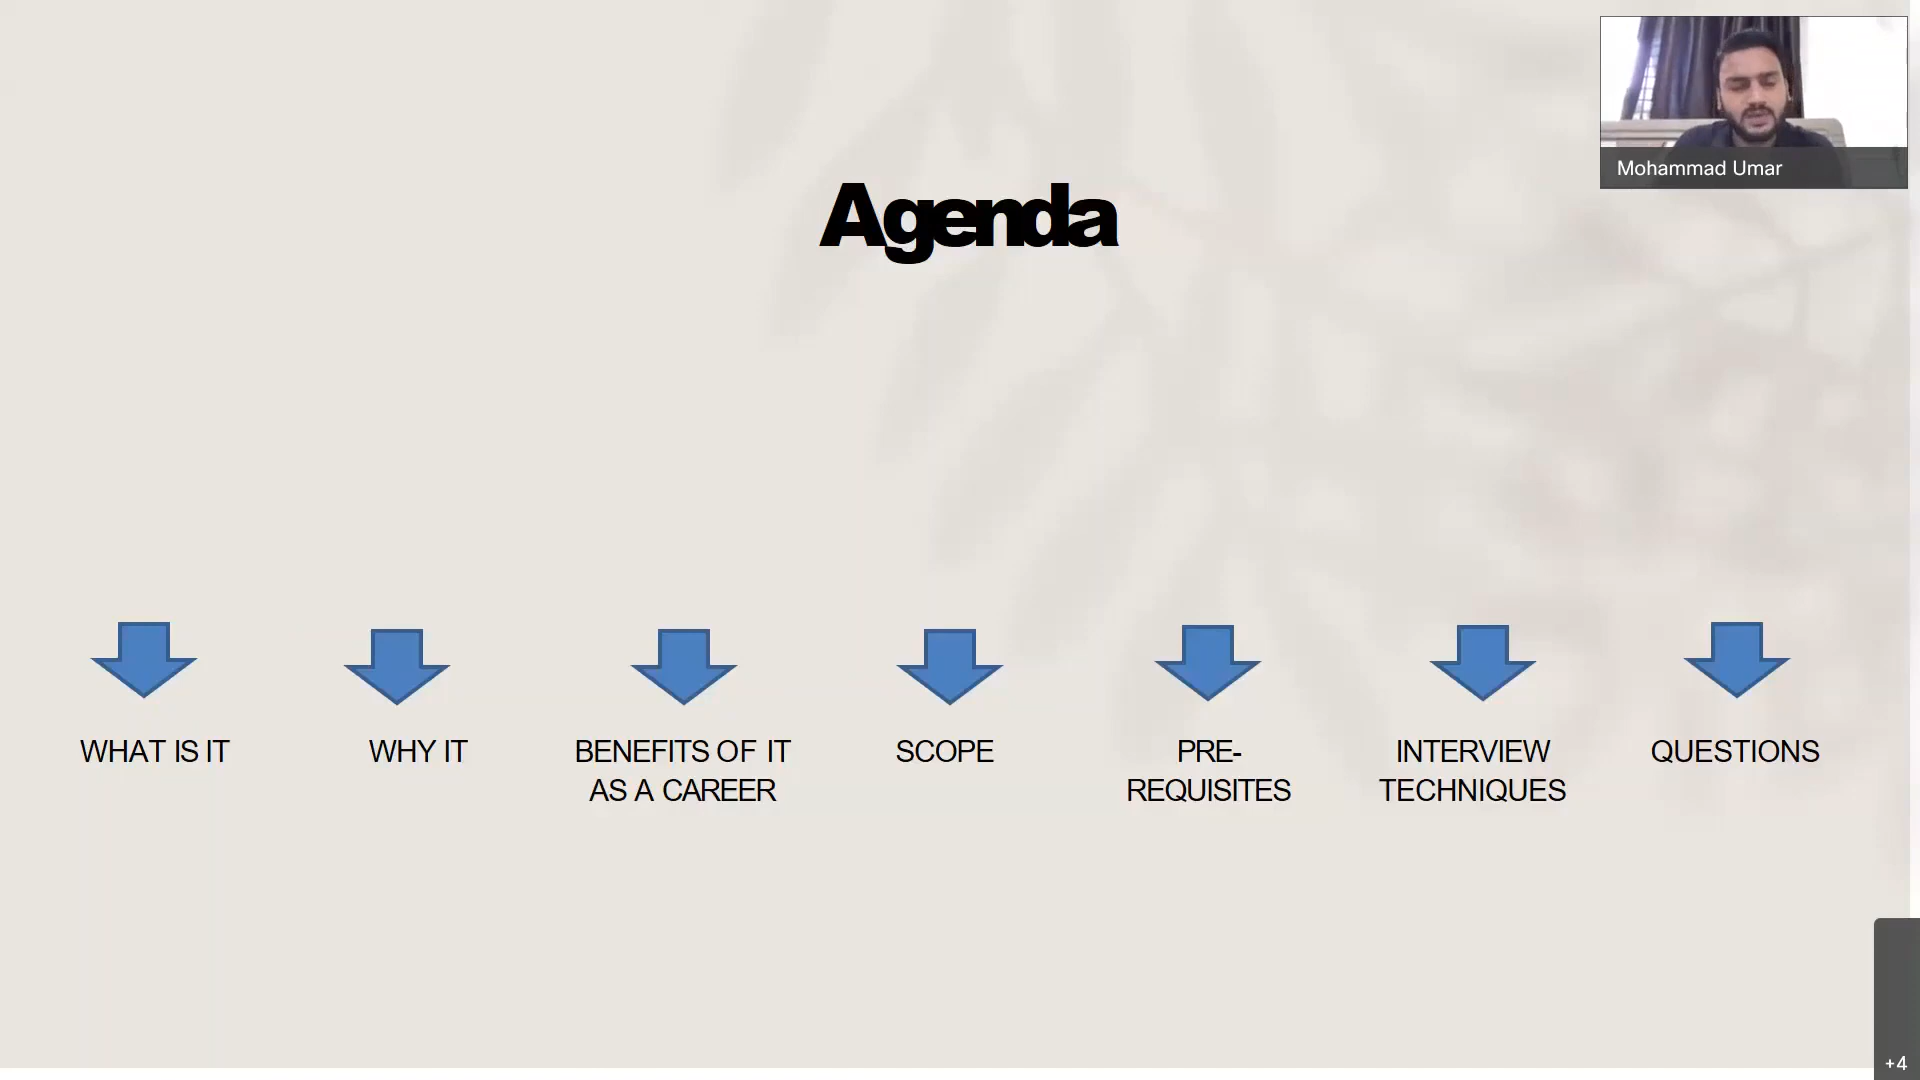 Mohammad Umar
Agenda
WHAT IS IT
WHY IT
BENEFITS OF IT
AS A CAREER
SCOPE
PRE-
REQUISITES
INTERVIEW
TECHNIQUES
QUESTIONS
+4